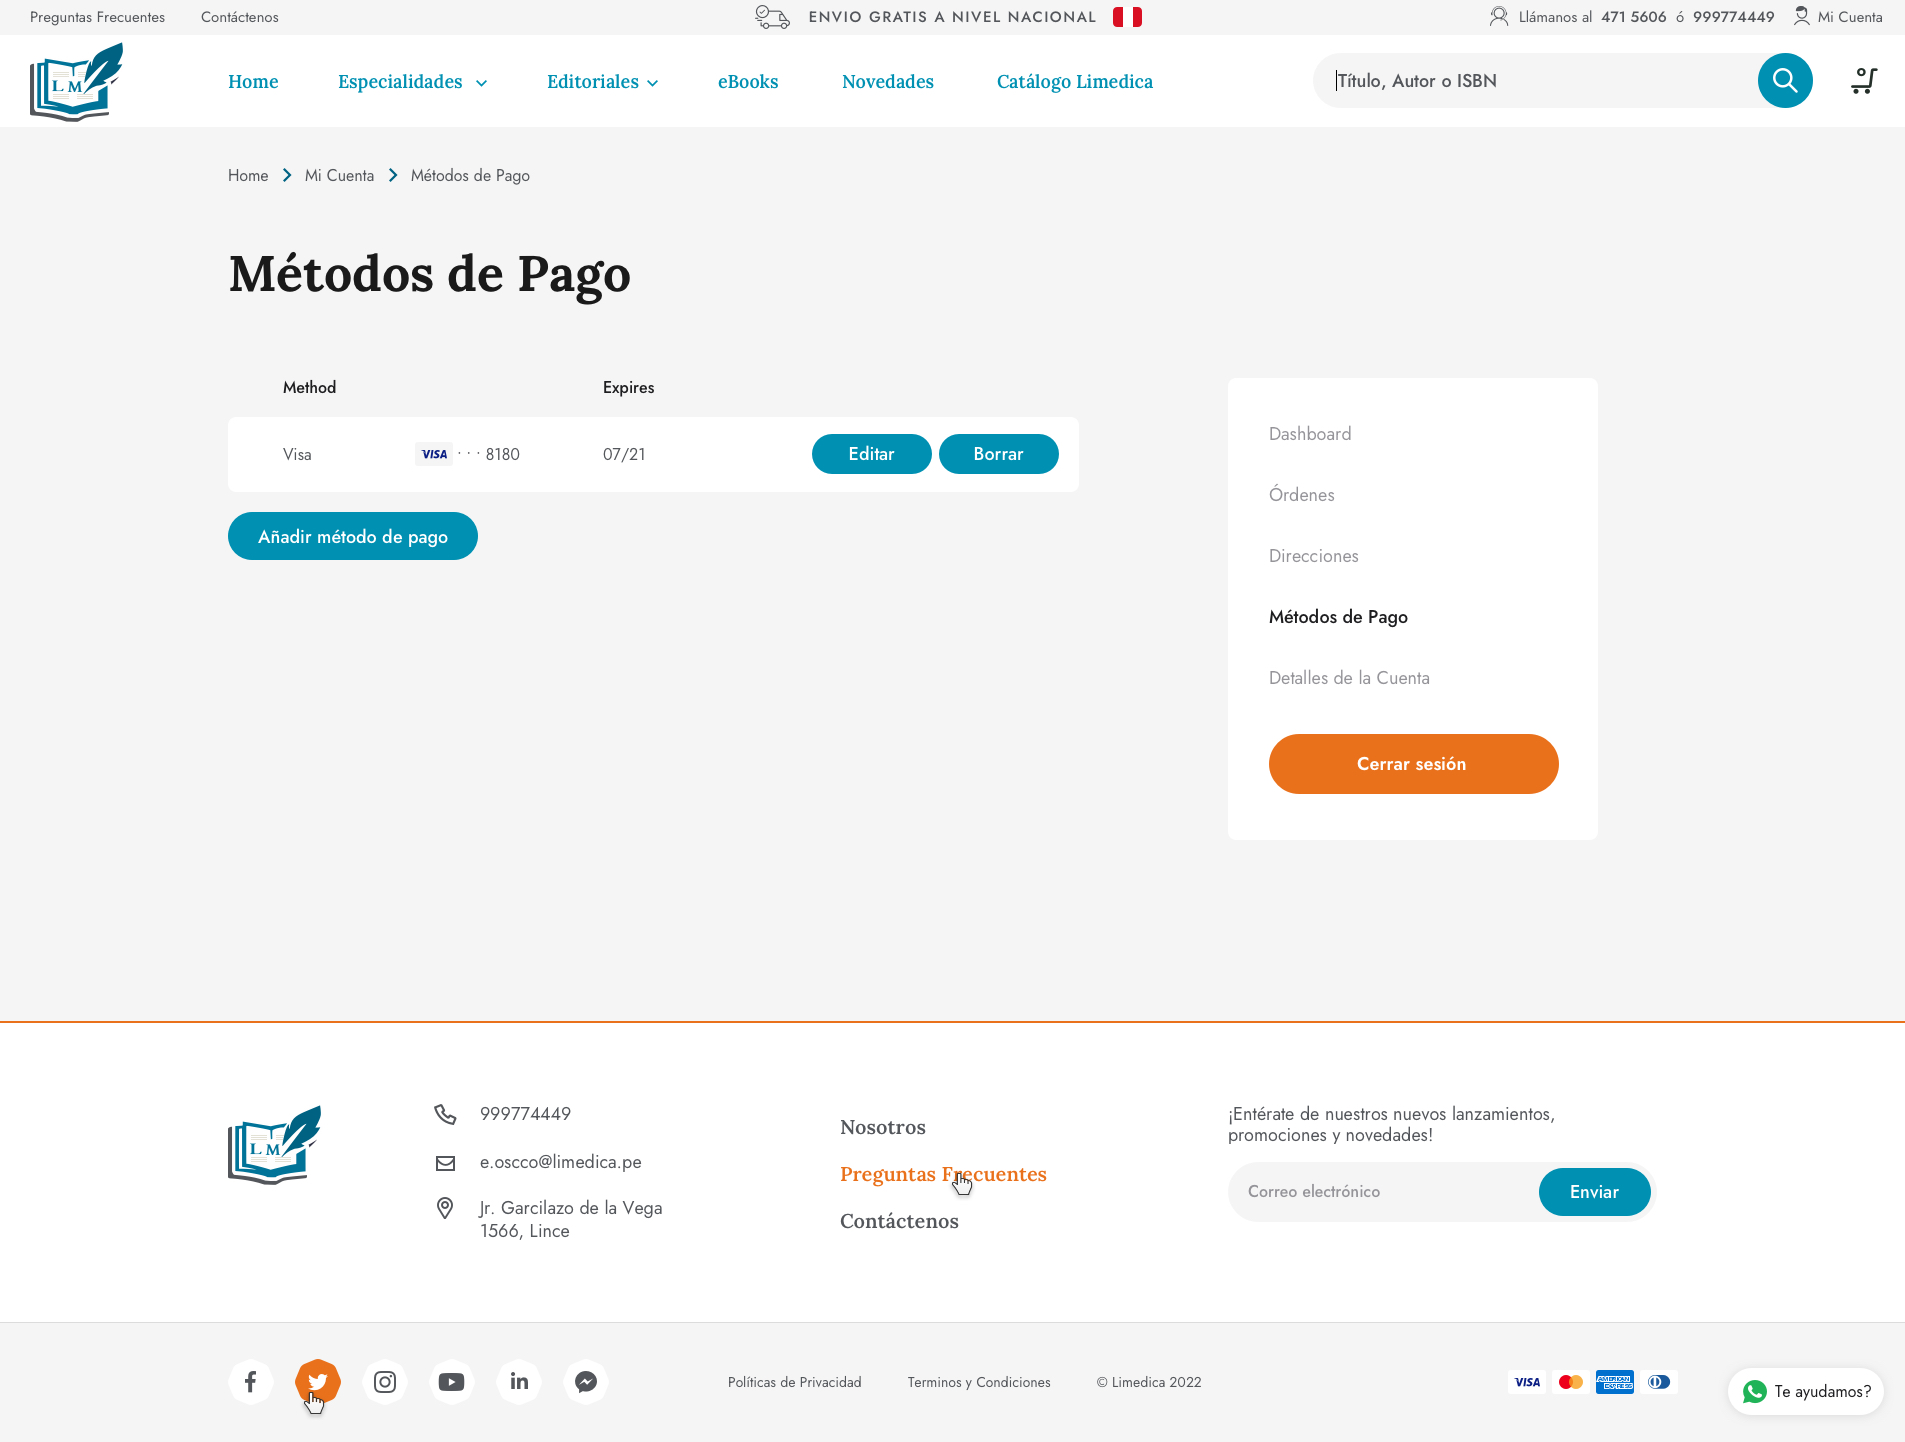 Preguntas Frecuentes
Contáctenos
ENVIO GRATIS A NIVEL NACIONAL
Llámanos al 471 5606 ó 999774449
Mi Cuenta
L M
Home
Especialidades
Editoriales
eBooks
Novedades
Catálogo Limedica
Título, Autor o ISBN
Home
Mi Cuenta
Métodos de Pago
Métodos de Pago
Method
Expires
Visa
VISA
· · · 8180
07/21
Editar
Borrar
Añadir método de pago
Dashboard
Órdenes
Direcciones
Métodos de Pago
Detalles de la Cuenta
Cerrar sesión
L M
999774449
e.oscco@limedica.pe
Jr. Garcilazo de la Vega
1566, Lince
Nosotros
Preguntas Frecuentes
Contáctenos
¡Entérate de nuestros nuevos lanzamientos,
promociones y novedades!
Correo electrónico
Enviar
Políticas de Privacidad
Terminos y Condiciones
© Limedica 2022
VISA
AMERICAN
EXPRESS
Te ayudamos?